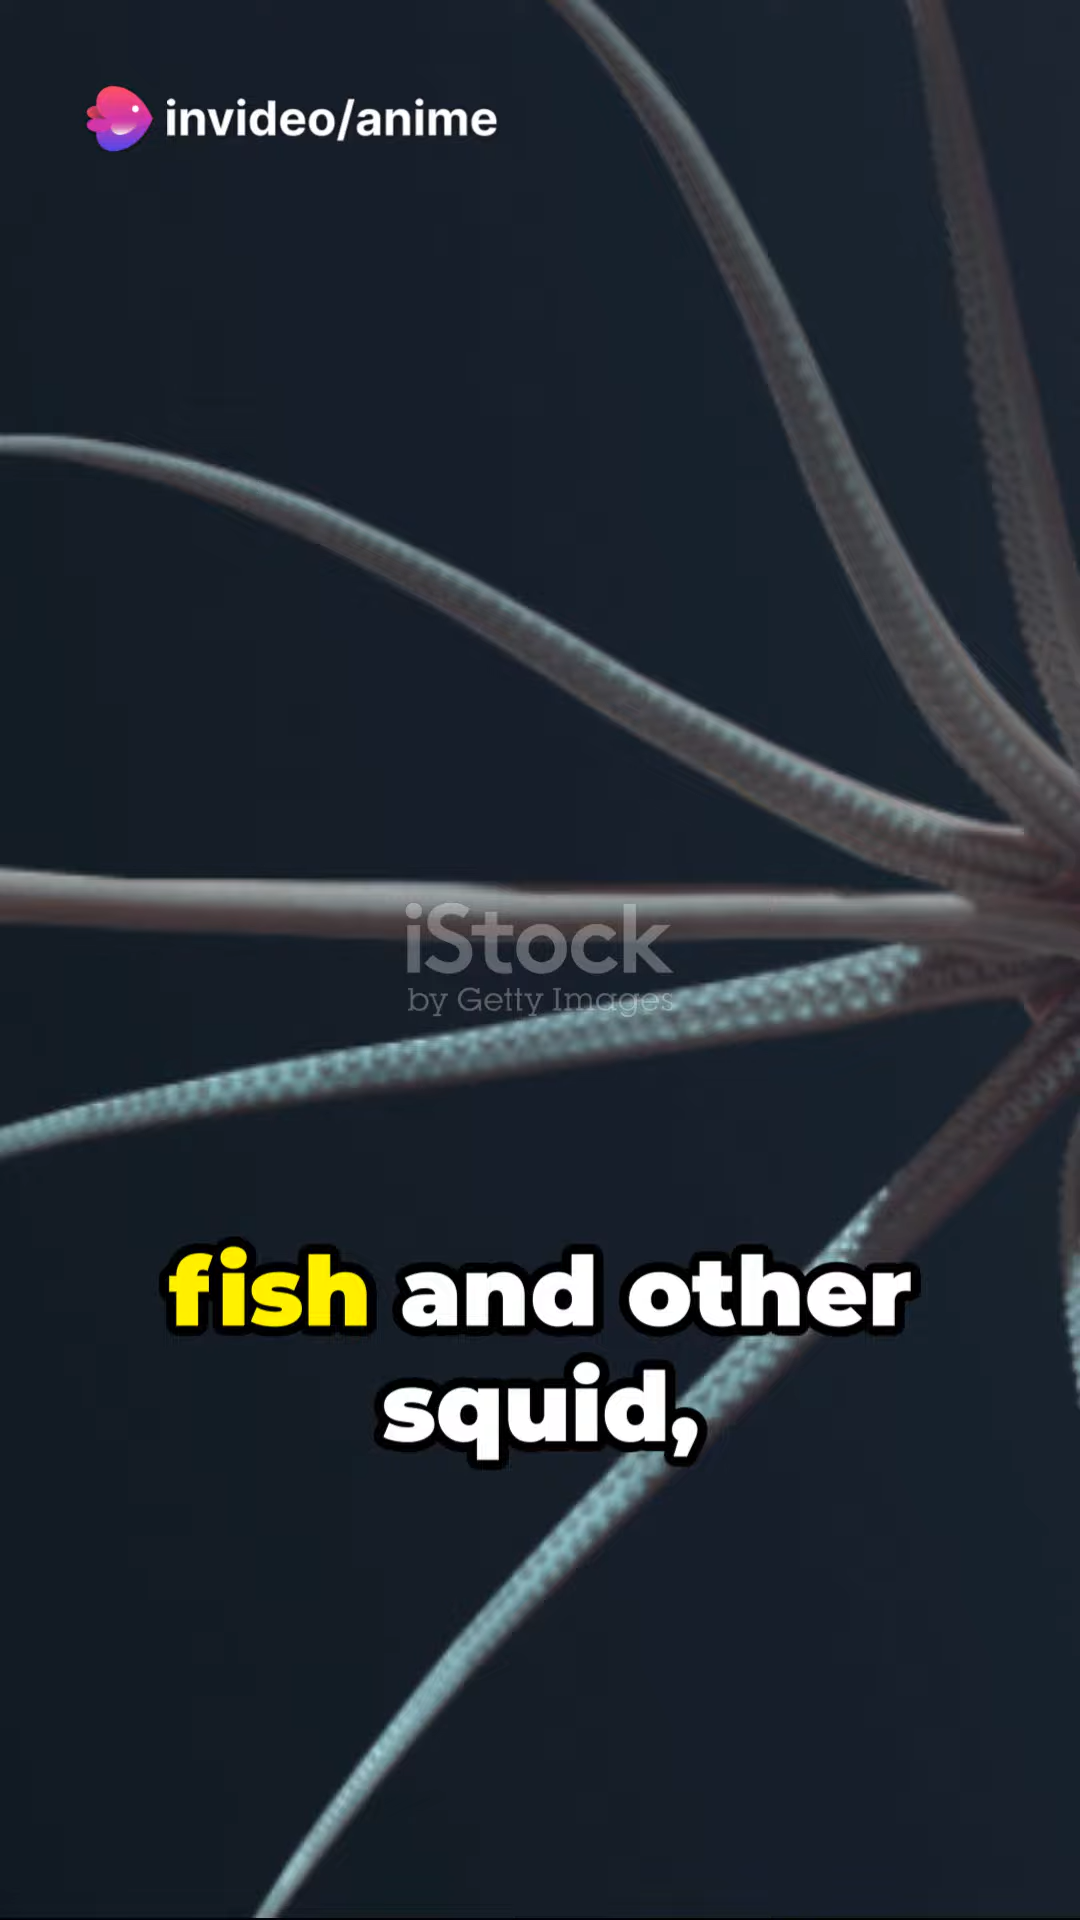 invideo/anime
iStock
by Getty Images
fish and other
squid,